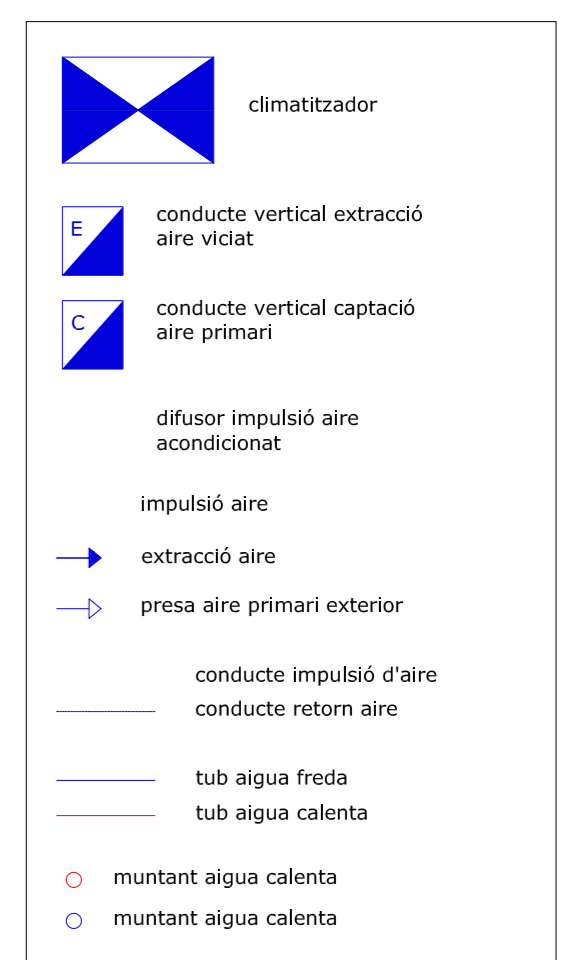 climatitzador
E
conducte vertical extracció
aire viciat
C
conducte vertical captació
aire primari
difusor impulsió aire
acondicionat
impulsió aire
extracció aire
presa aire primari exterior
conducte impulsió d'aire
conducte retorn aire
tub aigua freda
tub aigua calenta
muntant aigua calenta
muntant aigua calenta